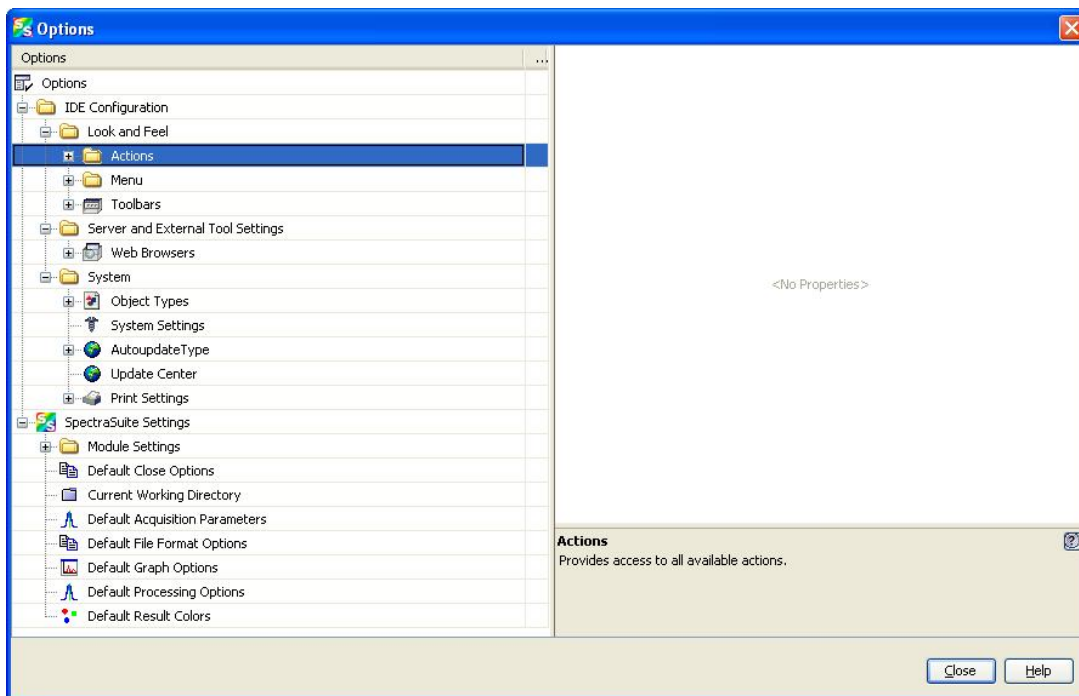 Options
Options
...
Options
IDE Configuration
Look and Feel
Actions
Menu
Toolbars
Server and External Tool Settings
Web Browsers
System
Object Types
System Settings
AutoupdateType
Update Center
Print Settings
SpectraSuite Settings
Module Settings
Default Close Options
Current Working Directory
Default Acquisition Parameters
Default File Format Options
Default Graph Options
Default Processing Options
Default Result Colors
<No Properties>
Actions
Provides access to all available actions.
Close
Help